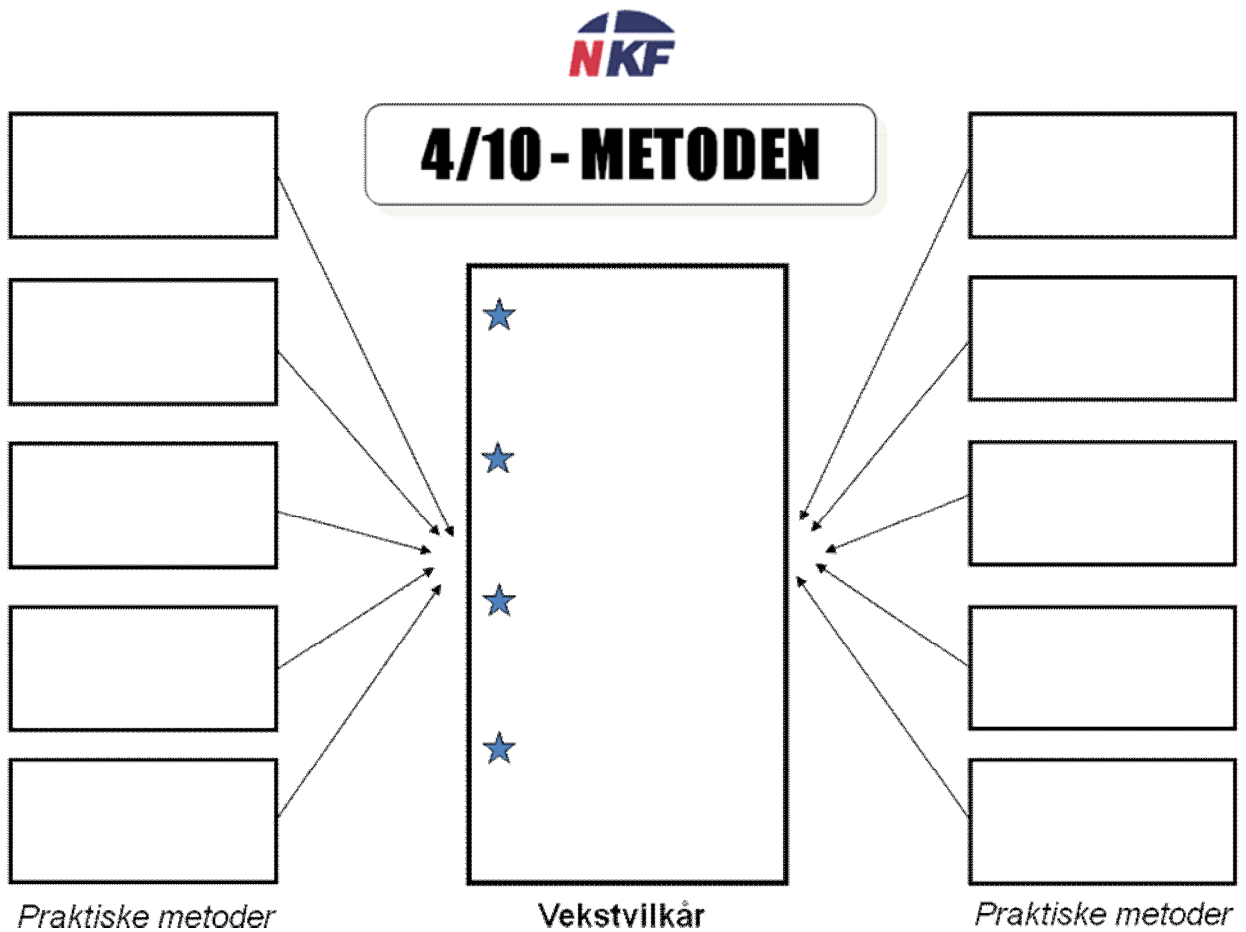 NKF
4/10 - METODEN
Praktiske metoder
Vekstvilkår
Praktiske metoder